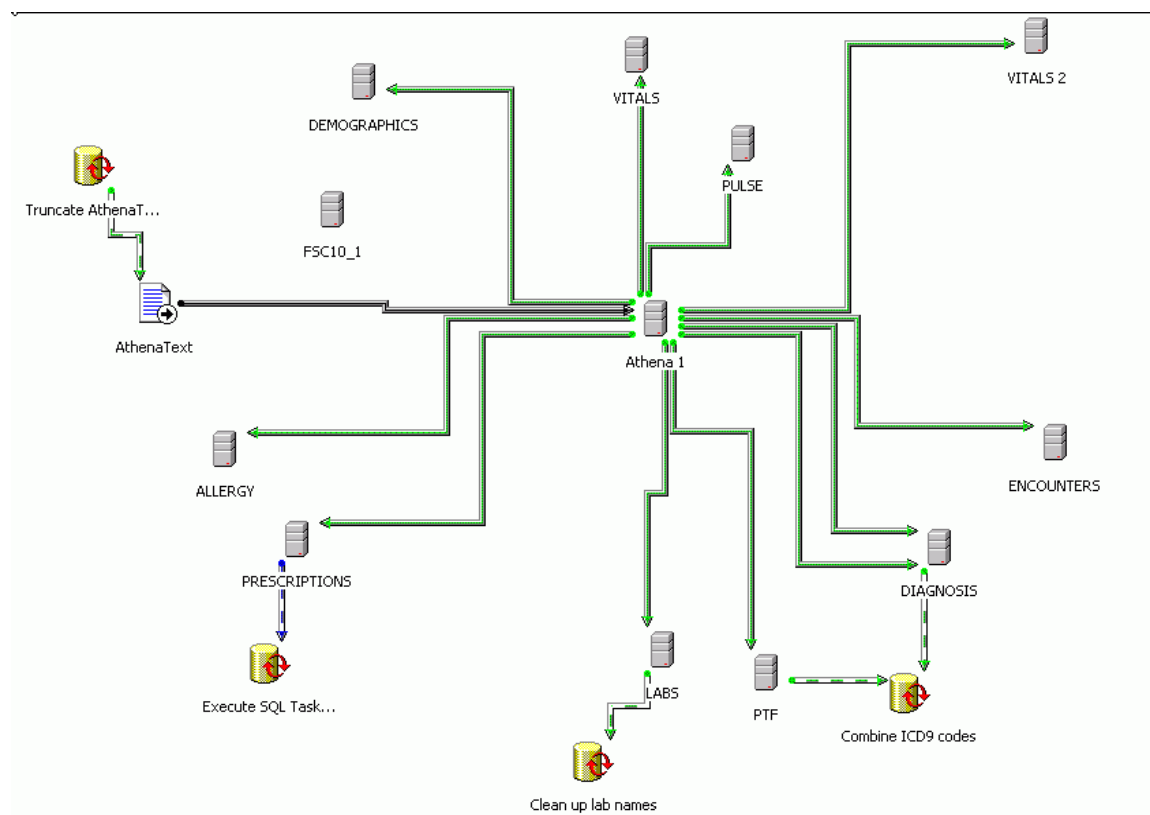 VITALS 2
VITALS
DEMOGRAPHICS
PULSE
Truncate AthenaT...
FSC10_1
AthenaText
Athena 1
ALLERGY
ENCOUNTERS
PRESCRIPTIONS
DIAGNOSIS
LABS
Execute SQL Task...
PTF
Combine ICD9 codes
Clean up lab names